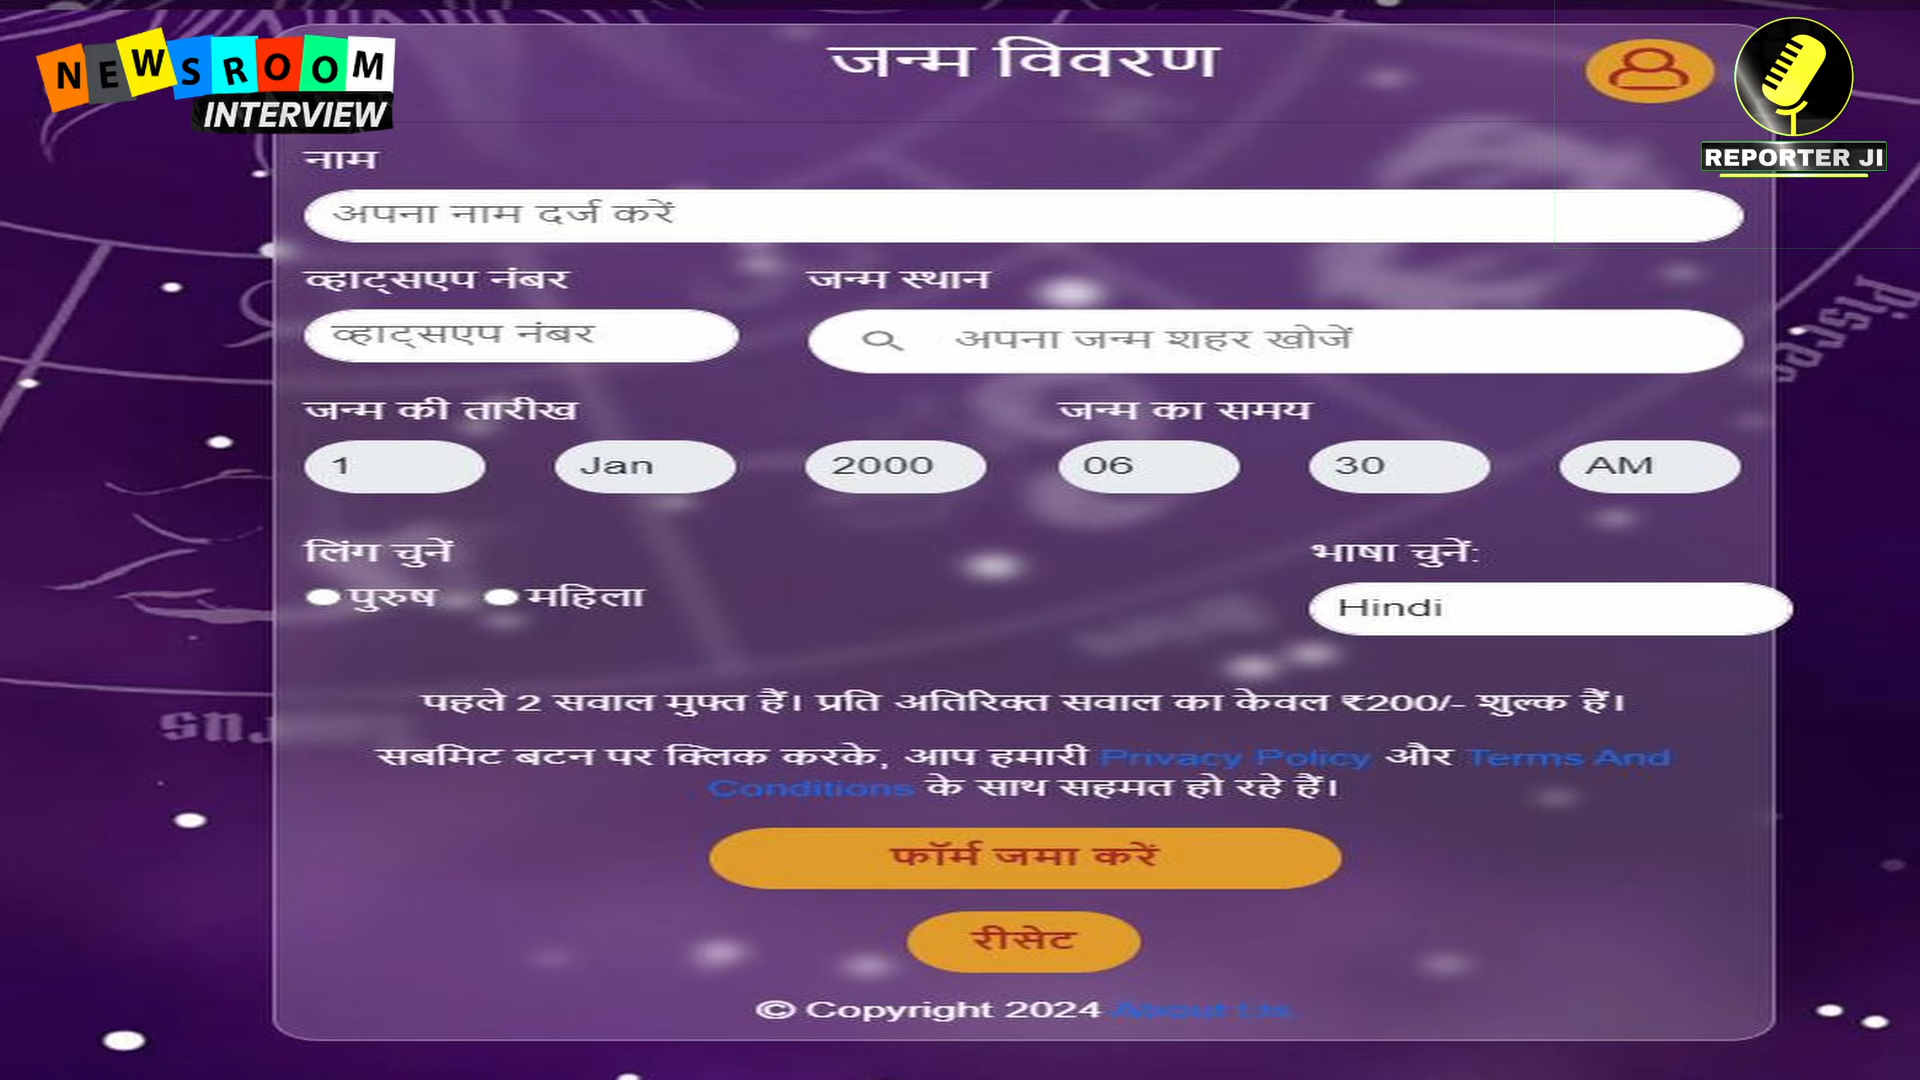 NEWSROOM
INTERVIEW
जन्म विवरण
REPORTER JI
नाम
अपना नाम दर्ज करें
व्हाट्सएप नंबर जन्म स्थान
व्हाट्सएप नंबर अपना जन्म शहर खोजें
जन्म की तारीख जन्म का समय
1 Jan 2000 06 30 AM
लिंग चुनें भाषा चुनें:
पुरुष महिला Hindi
पहले 2 सवाल मुफ्त हैं। प्रति अतिरिक्त सवाल का केवल ₹200/- शुल्क हैं।
सबमिट बटन पर क्लिक करके, आप हमारी Privacy Policy और Terms And
Conditions के साथ सहमत हो रहे हैं।
फॉर्म जमा करें
रीसेट
© Copyright 2024 About Us